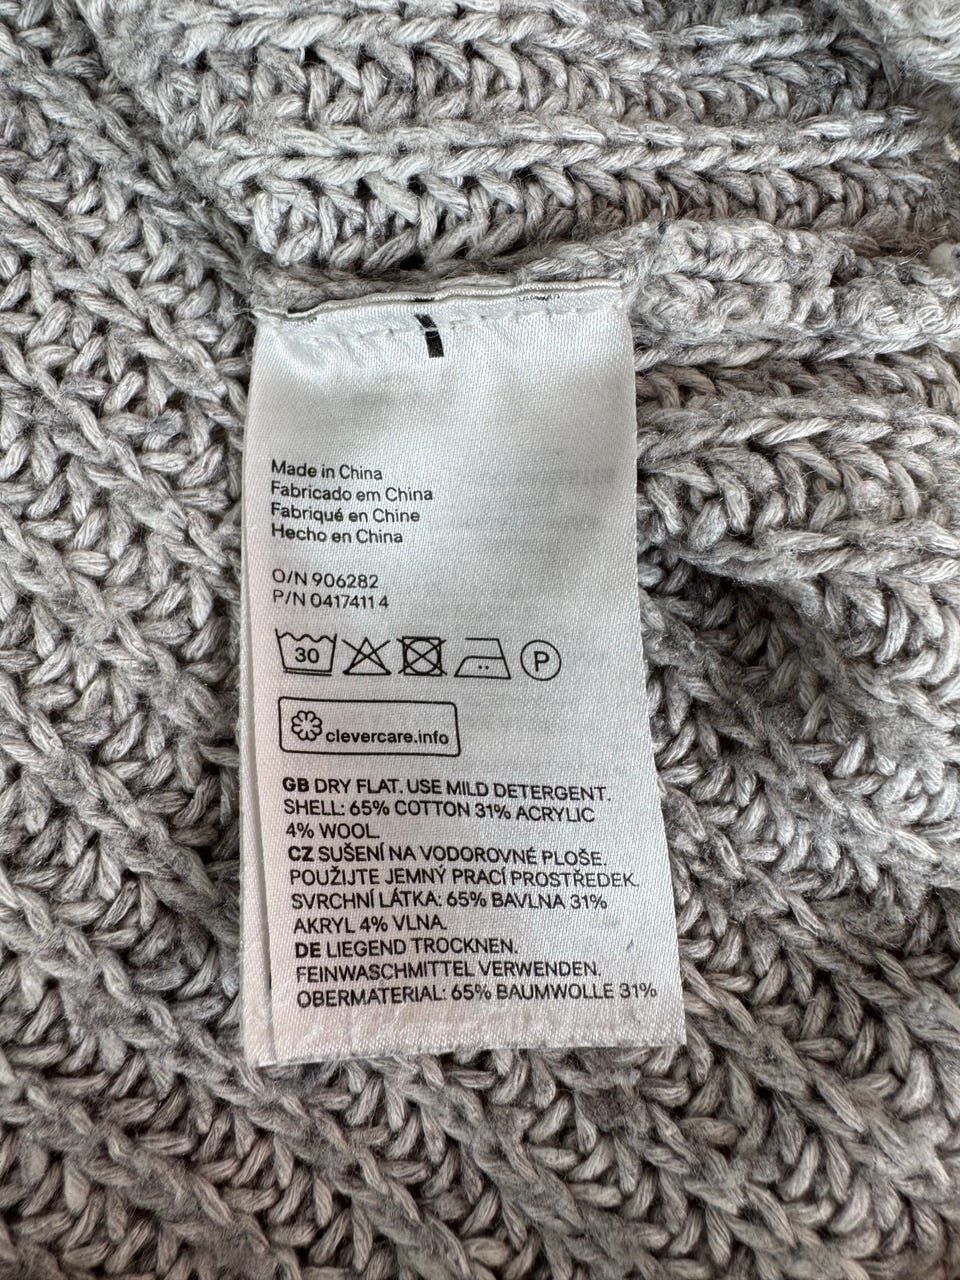 Made in China
Fabricado em China
Fabriqué en Chine
Hecho en China
O/N 906282
P/N 0417411 4
30 P
clevercare.info
GB DRY FLAT. USE MILD DETERGENT.
SHELL: 65% COTTON 31% ACRYLIC
4% WOOL.
CZ SUŠENÍ NA VODOROVNÉ PLOŠE.
POUŽIJTE JEMNÝ PRACÍ PROSTŘEDEK.
SVRCHNÍ LÁTKA: 65% BAVLNA 31%
AKRYL 4% VLNA.
DE LIEGEND TROCKNEN.
FEINWASCHMITTEL VERWENDEN.
OBERMATERIAL: 65% BAUMWOLLE 31%